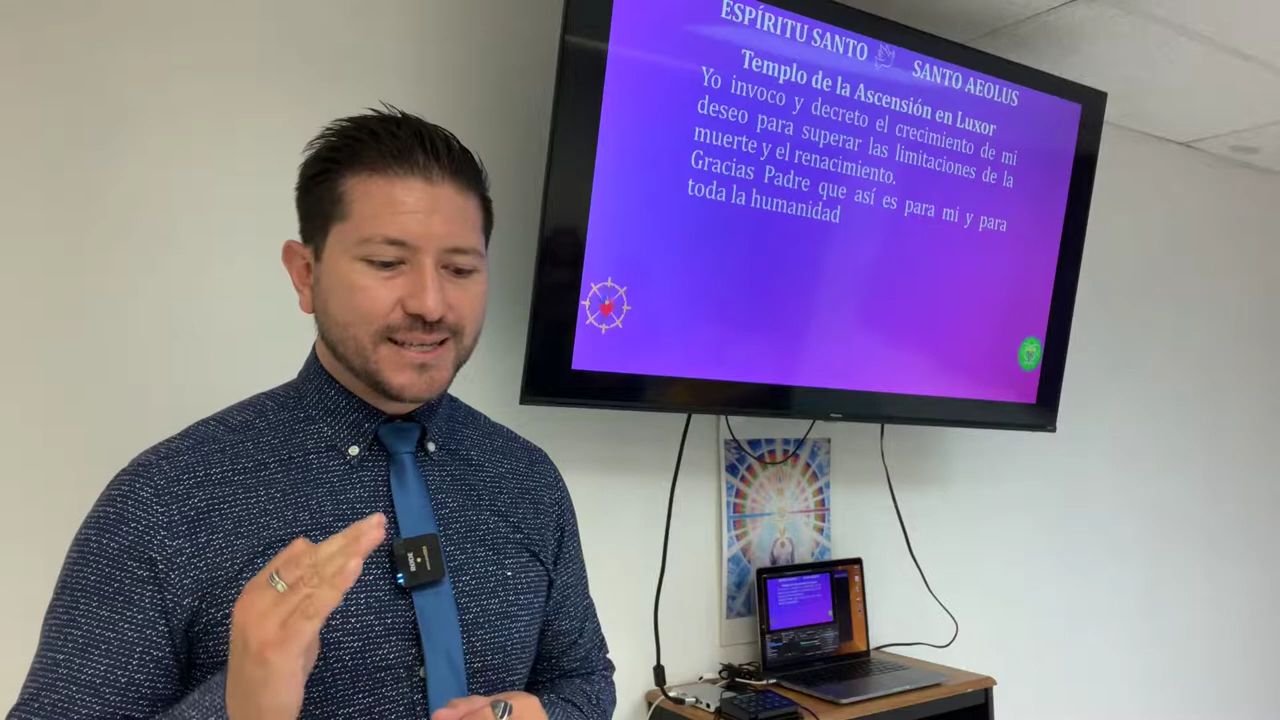 ESPÍRITU SANTO SANTO AEOLUS
Templo de la Ascensión en Luxor
Yo invoco y decreto el crecimiento de mi
deseo para superar las limitaciones de la
muerte y el renacimiento.
Gracias Padre que así es para mi y para
toda la humanidad
RØDE